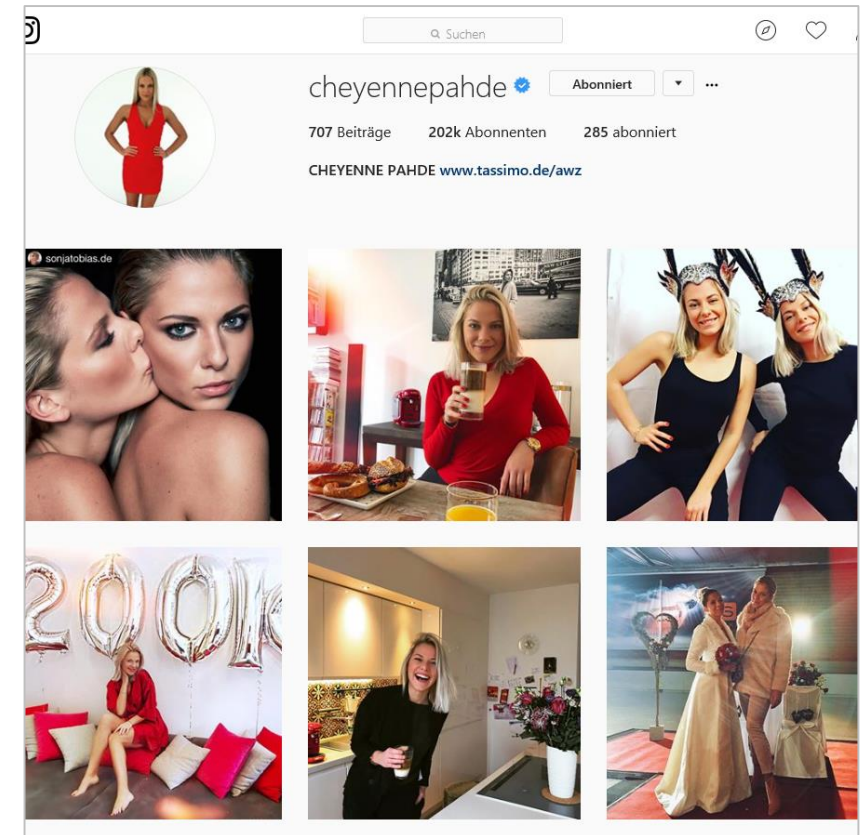 Suchen
cheyennepahde Abonniert
707 Beiträge 202k Abonnenten 285 abonniert
CHEYENNE PAHDE www.tassimo.de/awz
sonjatobias.de
200k